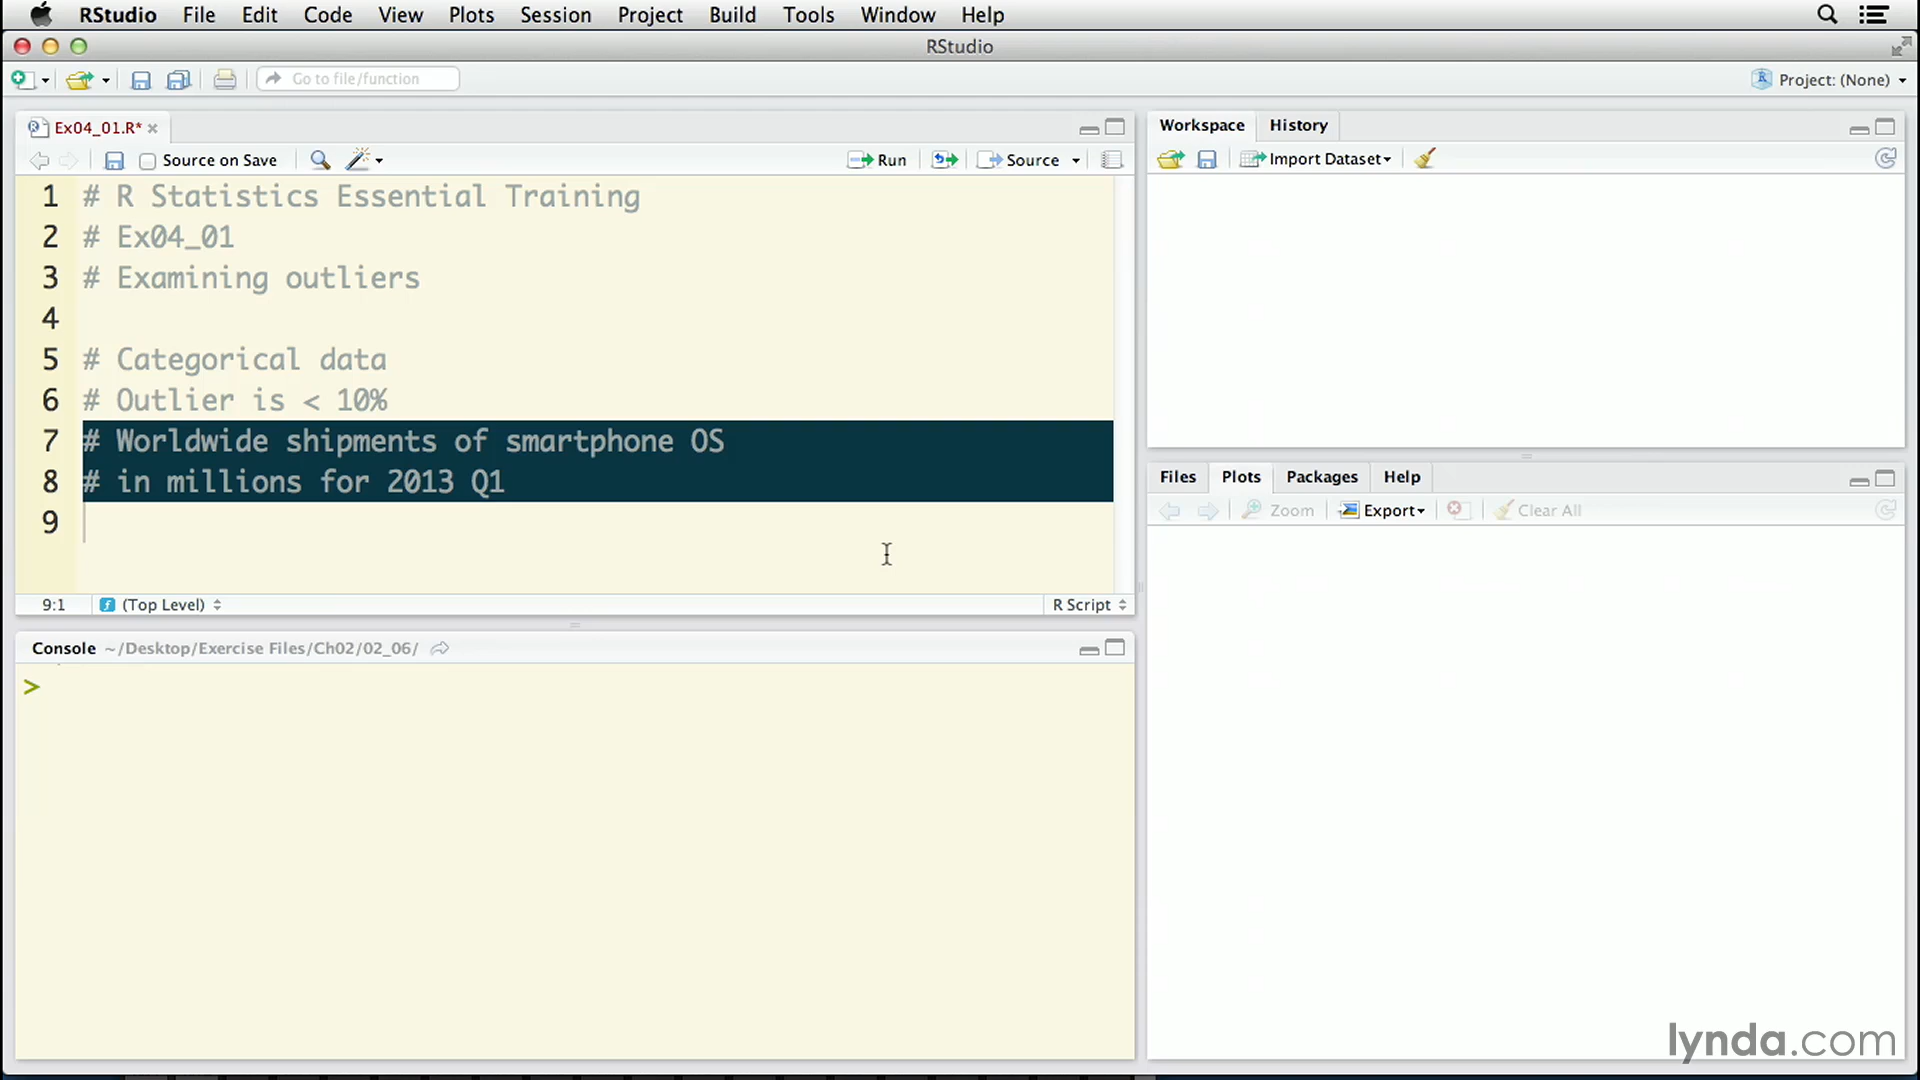 RStudio File Edit Code View Plots Session Project Build Tools Window Help
RStudio
Go to file/function
Project: (None)
Ex04_01.R*
Source on Save
Run
Source
1 # R Statistics Essential Training
2 # Ex04_01
3 # Examining outliers
4
5 # Categorical data
6 # Outlier is < 10%
7 # Worldwide shipments of smartphone OS
8 # in millions for 2013 Q1
9
9:1 (Top Level) R Script
Console ~/Desktop/Exercise Files/Ch02/02_06/
>
Workspace History
Import Dataset
Files Plots Packages Help
Zoom Export Clear All
lynda.com